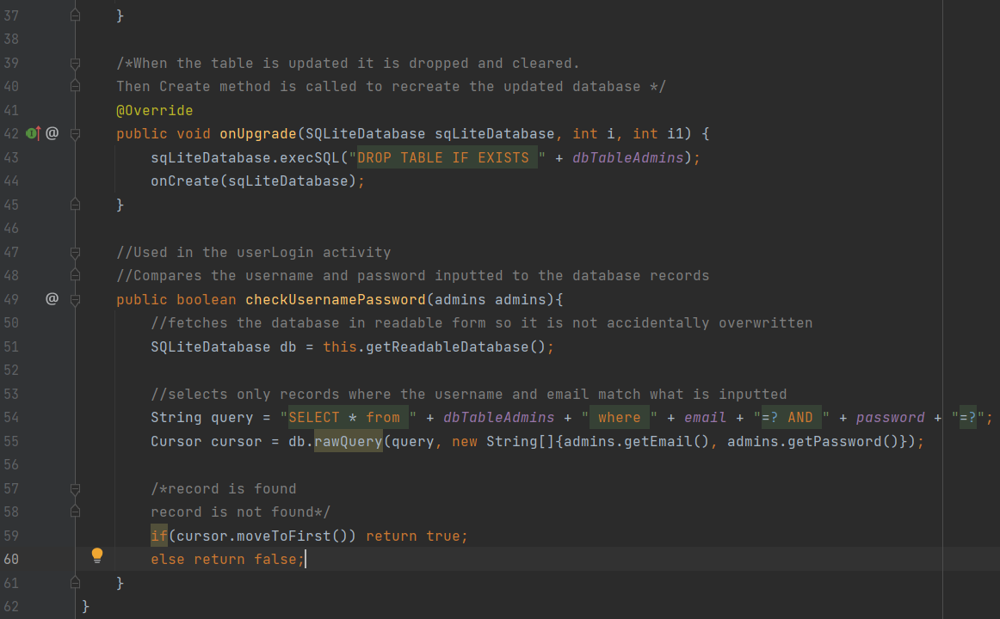 37 }
38
39 /*When the table is updated it is dropped and cleared.
40 Then Create method is called to recreate the updated database */
41 @Override
42 @ public void onUpgrade(SQLiteDatabase sqLiteDatabase, int i, int i1) {
43 sqLiteDatabase.execSQL("DROP TABLE IF EXISTS " + dbTableAdmins);
44 onCreate(sqLiteDatabase);
45 }
46
47 //Used in the userLogin activity
48 //Compares the username and password inputted to the database records
49 @ public boolean checkUsernamePassword(admins admins){
50 //fetches the database in readable form so it is not accidentally overwritten
51 SQLiteDatabase db = this.getReadableDatabase();
52
53 //selects only records where the username and email match what is inputted
54 String query = "SELECT * from " + dbTableAdmins + " where " + email + "=? AND " + password + "=?";
55 Cursor cursor = db.rawQuery(query, new String[]{admins.getEmail(), admins.getPassword()});
56
57 /*record is found
58 record is not found*/
59 if(cursor.moveToFirst()) return true;
60 else return false;
61 }
62 }